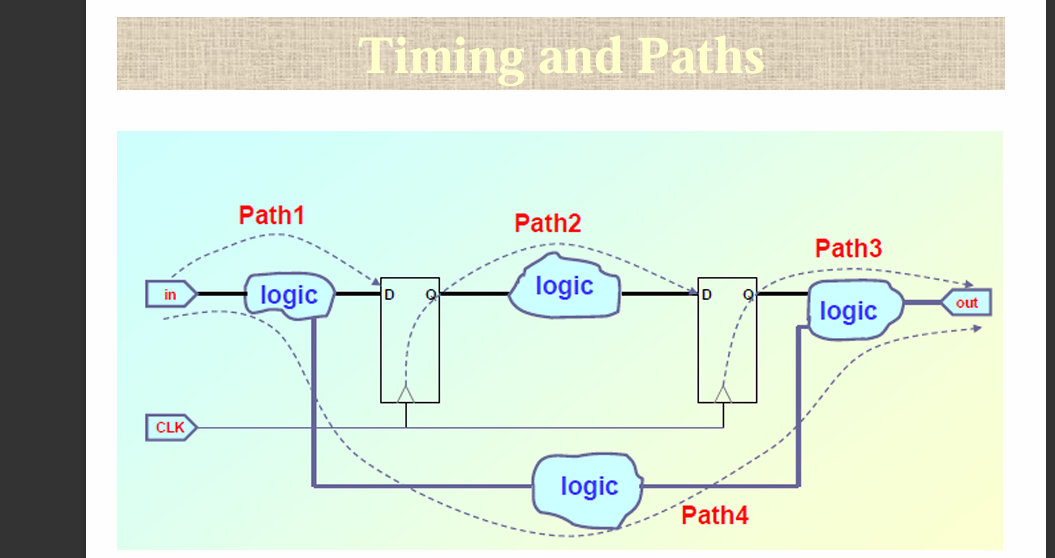 Timing and Paths
Path1
Path2
Path3
in
logic
D
Q
logic
D
Q
logic
out
CLK
logic
Path4